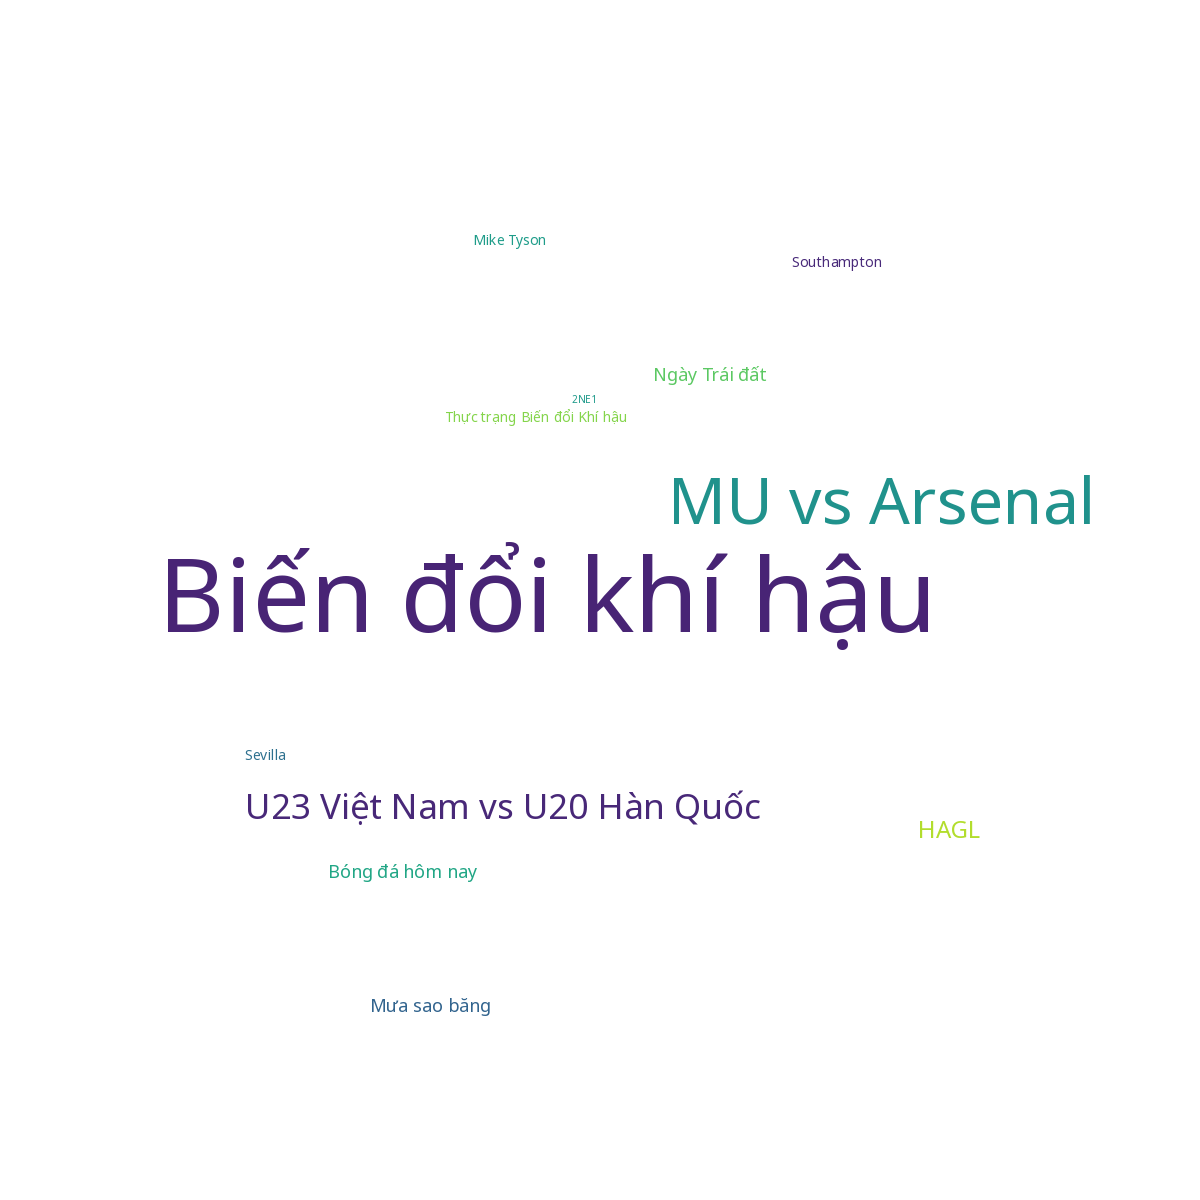 Mike Tyson
Southampton
Ngày Trái đất
2NE1
Thực trạng Biến đổi Khí hậu
MU vs Arsenal
Biến đổi khí hậu
Sevilla
U23 Việt Nam vs U20 Hàn Quốc
HAGL
Bóng đá hôm nay
Mưa sao băng